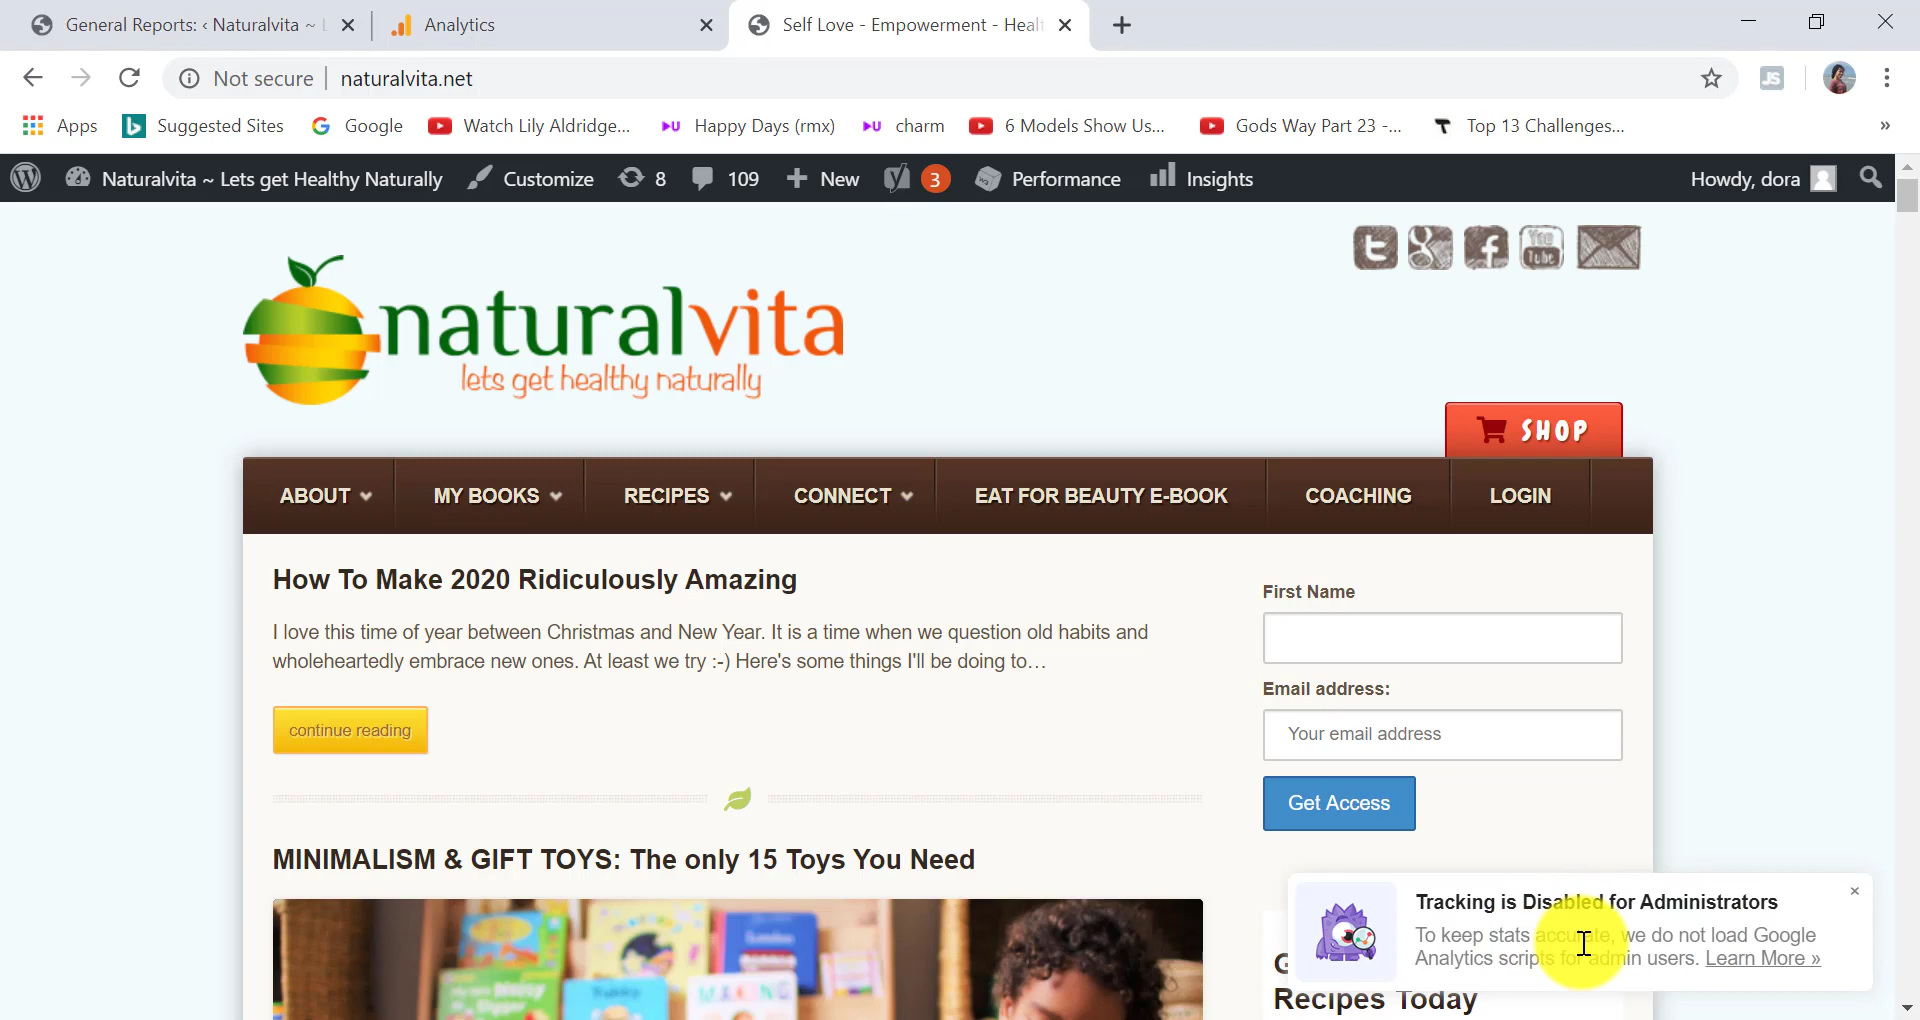 General Reports: ‹ Naturalvita ~
Analytics
Self Love - Empowerment - Heal
Not secure
naturalvita.net
JS
Apps
Suggested Sites
Google
Watch Lily Aldridge...
Happy Days (rmx)
charm
6 Models Show Us...
Gods Way Part 23 -...
Top 13 Challenges...
»
Naturalvita ~ Lets get Healthy Naturally
Customize
8
109
New
3
Performance
Insights
Howdy, dora
You Tube
naturalvita
lets get healthy naturally
SHOP
ABOUT
MY BOOKS
RECIPES
CONNECT
EAT FOR BEAUTY E-BOOK
COACHING
LOGIN
How To Make 2020 Ridiculously Amazing
I love this time of year between Christmas and New Year. It is a time when we question old habits and
wholeheartedly embrace new ones. At least we try :-) Here's some things I'll be doing to…
continue reading
First Name
Email address:
Your email address
Get Access
MINIMALISM & GIFT TOYS: The only 15 Toys You Need
Tracking is Disabled for Administrators
To keep stats accurate, we do not load Google
Analytics scripts for admin users. Learn More »
Recipes Today